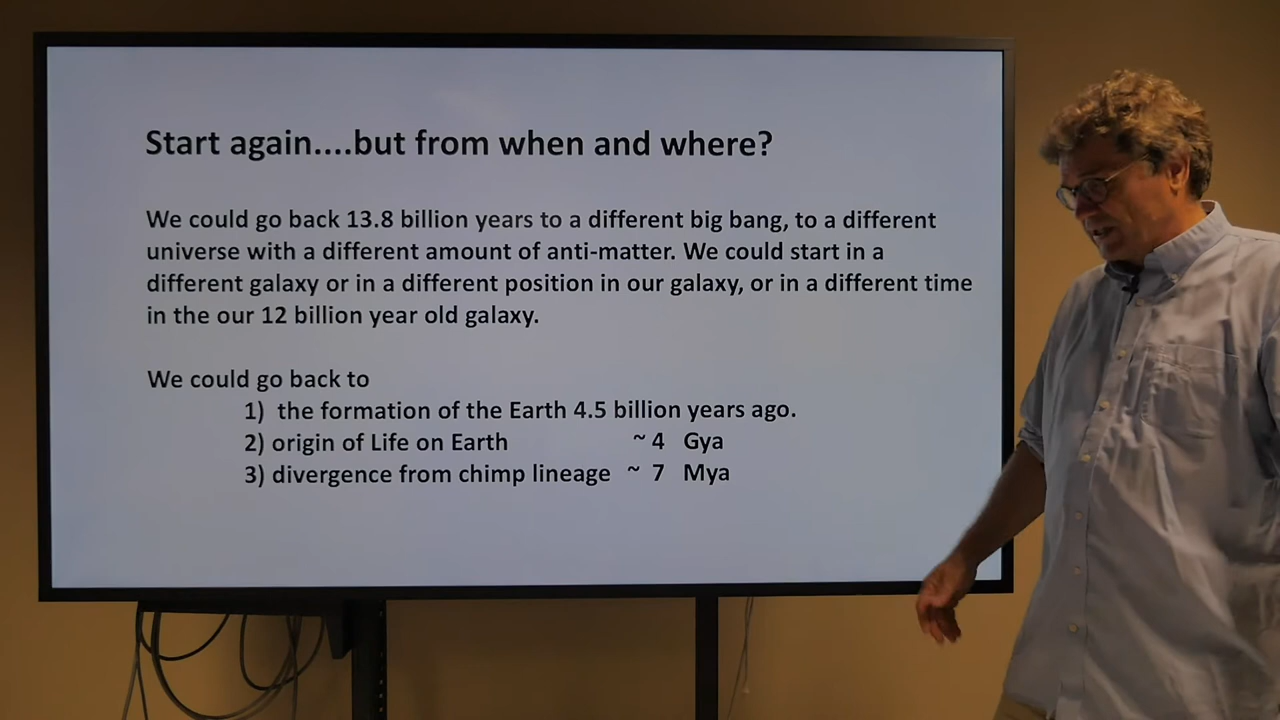 Start again....but from when and where?
We could go back 13.8 billion years to a different big bang, to a different
universe with a different amount of anti-matter. We could start in a
different galaxy or in a different position in our galaxy, or in a different time
in the our 12 billion year old galaxy.
We could go back to
1) the formation of the Earth 4.5 billion years ago.
2) origin of Life on Earth ~ 4 Gya
3) divergence from chimp lineage ~ 7 Mya